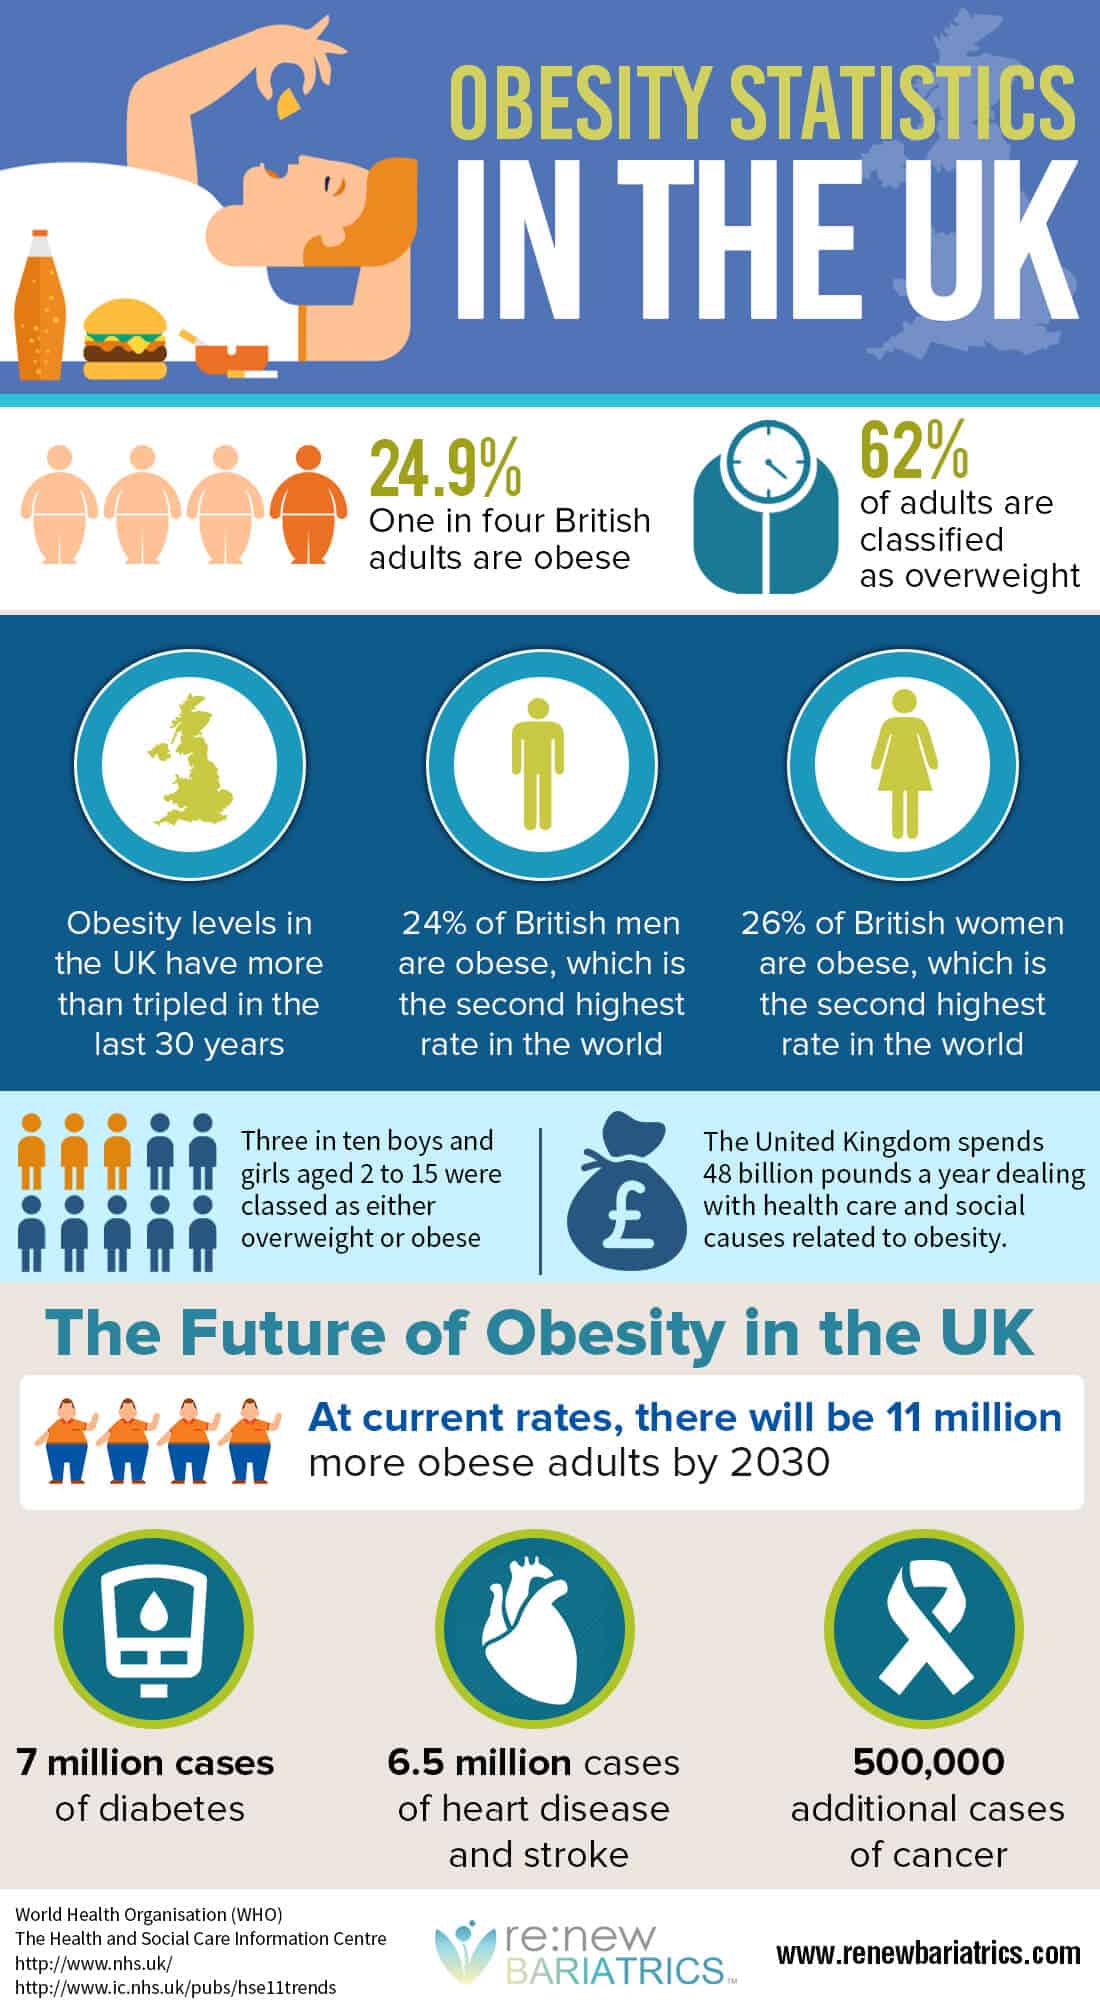 OBESITY STATISTICS
IN THE UK
24.9%
One in four British
adults are obese
62%
of adults are
classified
as overweight
Obesity levels in
the UK have more
than tripled in the
last 30 years
24% of British men
are obese, which is
the second highest
rate in the world
26% of British women
are obese, which is
the second highest
rate in the world
Three in ten boys and
girls aged 2 to 15 were
classed as either
overweight or obese
£
The United Kingdom spends
48 billion pounds a year dealing
with health care and social
causes related to obesity.
The Future of Obesity in the UK
At current rates, there will be 11 million
more obese adults by 2030
7 million cases
of diabetes
6.5 million cases
of heart disease
and stroke
500,000
additional cases
of cancer
World Health Organisation (WHO)
The Health and Social Care Information Centre
http://www.nhs.uk/
http://www.ic.nhs.uk/pubs/hse11trends
re:new
BARIATRICS™
www.renewbariatrics.com